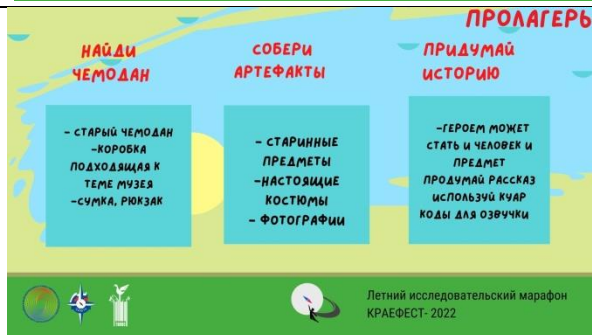 ПРОЛАГЕРЬ
НАЙДИ
ЧЕМОДАН
- СТАРЫЙ ЧЕМОДАН
-КОРОБКА
ПОДХОДЯЩАЯ К
ТЕМЕ МУЗЕЯ
-СУМКА, РЮКЗАК
СОБЕРИ
АРТЕФАКТЫ
- СТАРИННЫЕ
ПРЕДМЕТЫ
-НАСТОЯЩИЕ
КОСТЮМЫ
- ФОТОГРАФИИ
ПРИДУМАЙ
ИСТОРИЮ
-ГЕРОЕМ МОЖЕТ
СТАТЬ И ЧЕЛОВЕК И
ПРЕДМЕТ
ПРОДУМАЙ РАССКАЗ
ИСПОЛЬЗУЙ КУАР
КОДЫ ДЛЯ ОЗВУЧКИ
Летний исследовательский марафон
КРАЕФЕСТ- 2022